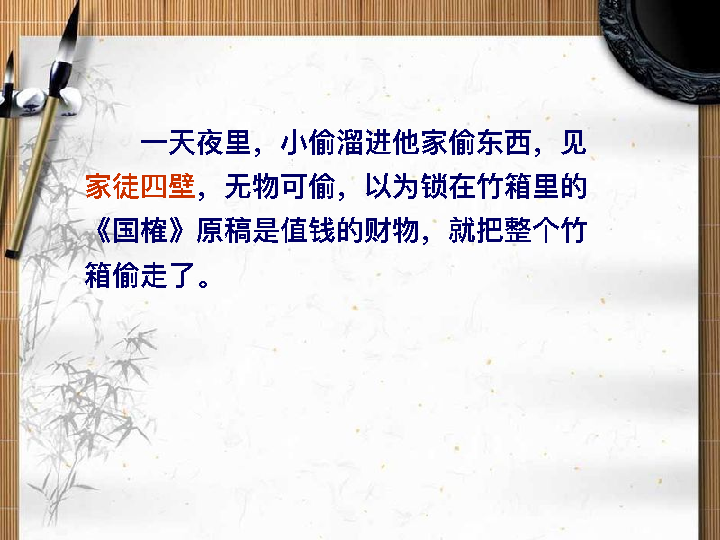 一天夜里，小偷溜进他家偷东西，见
家徒四壁，无物可偷，以为锁在竹箱里的
《国榷》原稿是值钱的财物，就把整个竹
箱偷走了。